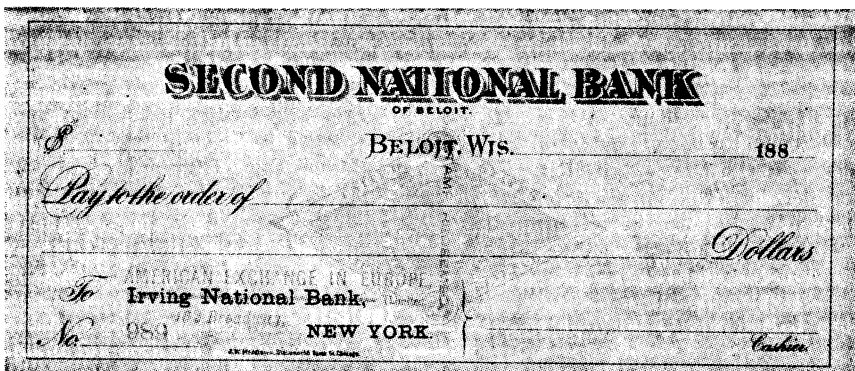 SECOND NATIONAL BANK
OF BELOIT.
$ BELOIT, WIS. 188
Pay to the order of
Dollars
AMERICAN EXCHANGE IN EUROPE
To Irving National Bank,
No. 989 NEW YORK.
Cashier.